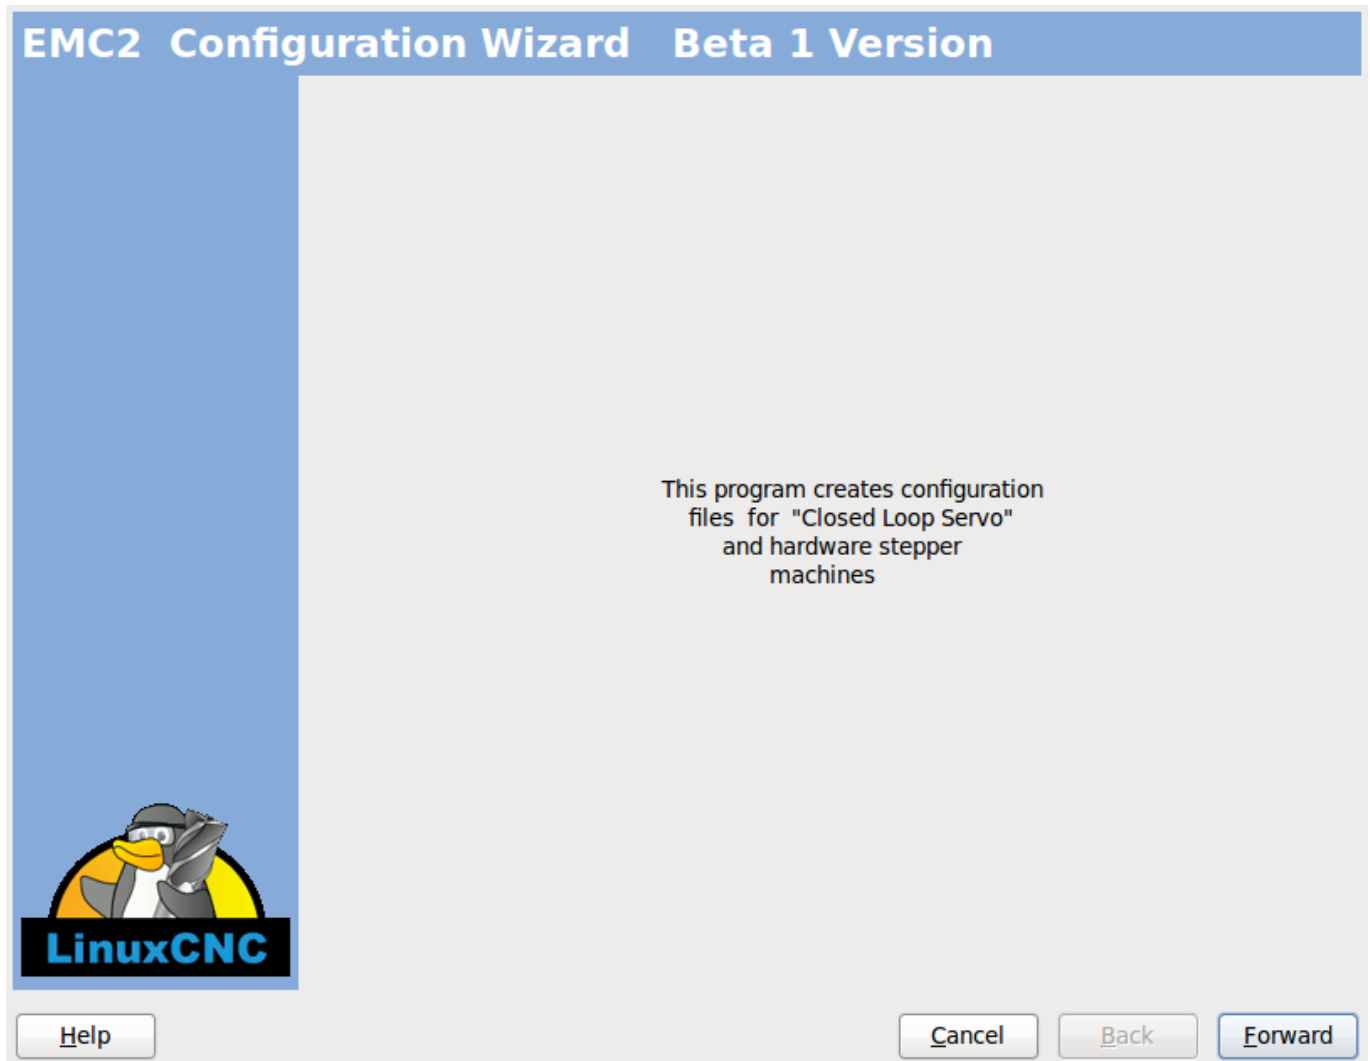 EMC2  Configuration Wizard   Beta 1 Version
This program creates configuration
files  for  "Closed Loop Servo"
and hardware stepper
machines
LinuxCNC
Help
Cancel
Back
Forward